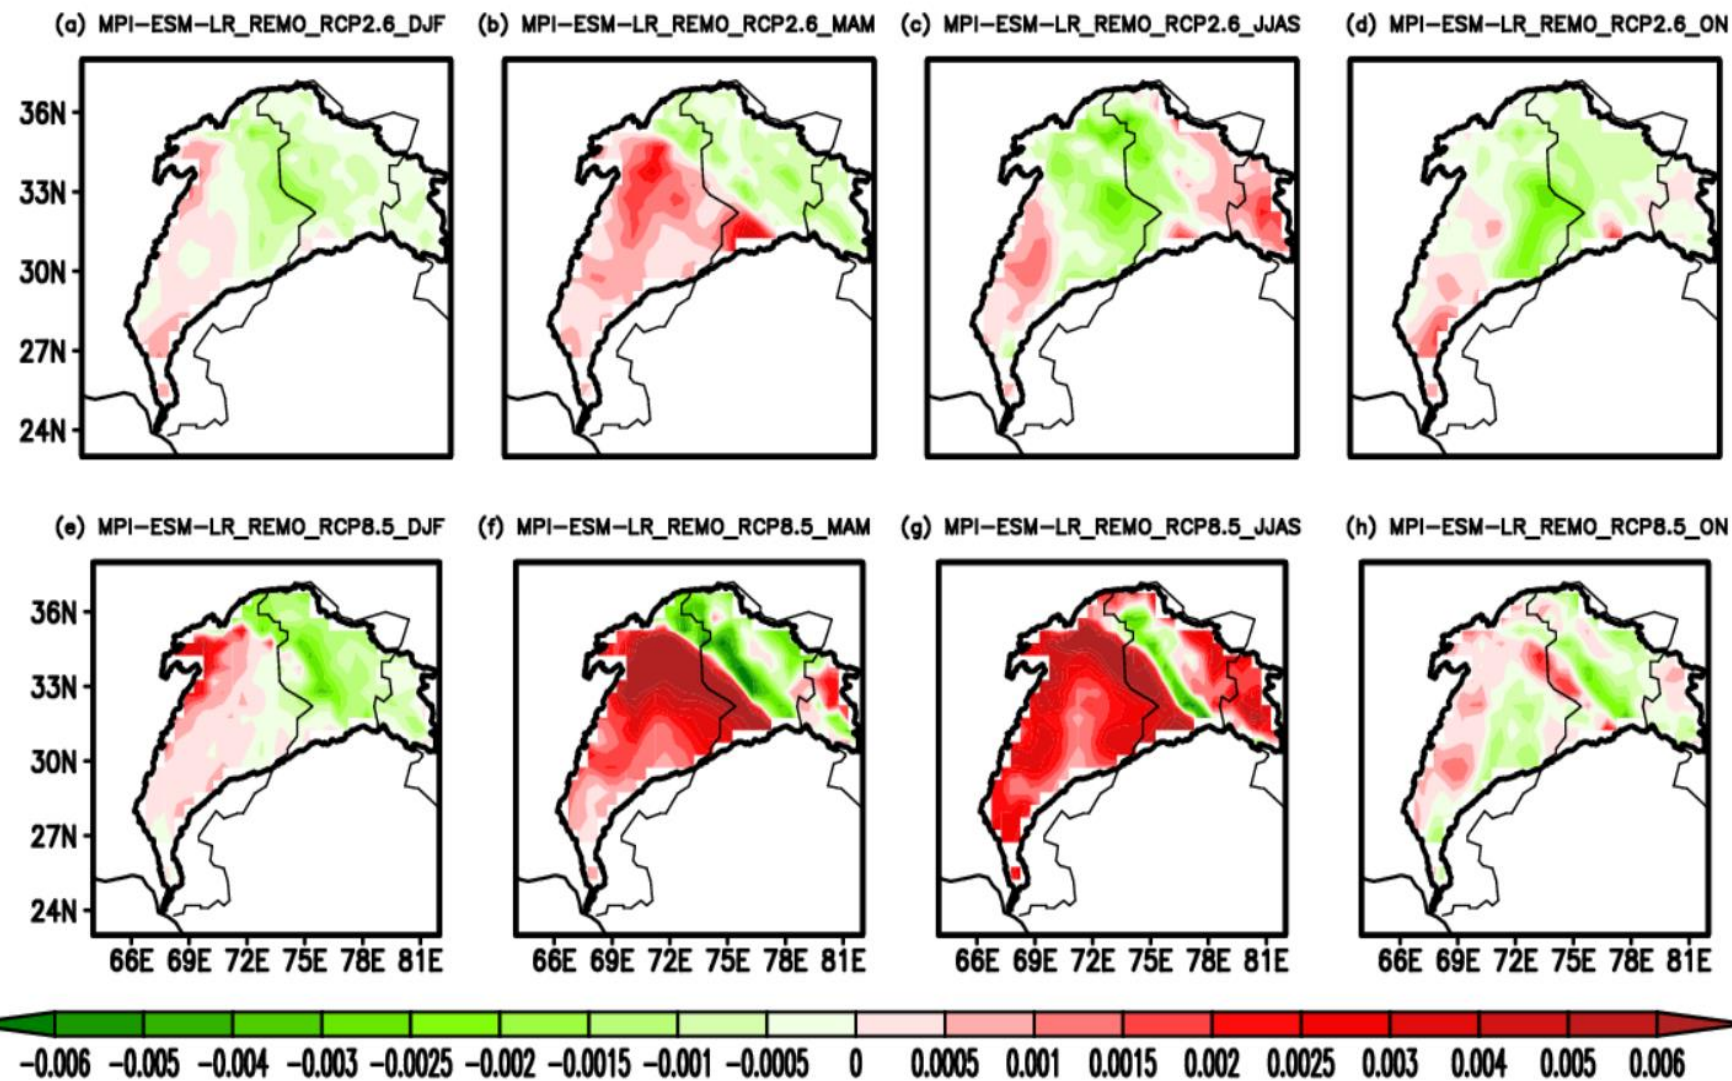 (a) MPI-ESM-LR_REMO_RCP2.6_DJF (b) MPI-ESM-LR_REMO_RCP2.6_MAM (c) MPI-ESM-LR_REMO_RCP2.6_JJAS (d) MPI-ESM-LR_REMO_RCP2.6_ON
36N
33N
30N
27N
24N
(e) MPI-ESM-LR_REMO_RCP8.5_DJF (f) MPI-ESM-LR_REMO_RCP8.5_MAM (g) MPI-ESM-LR_REMO_RCP8.5_JJAS (h) MPI-ESM-LR_REMO_RCP8.5_ON
36N
33N
30N
27N
24N
66E 69E 72E 75E 78E 81E 66E 69E 72E 75E 78E 81E 66E 69E 72E 75E 78E 81E 66E 69E 72E 75E 78E 81E
-0.006 -0.005 -0.004 -0.003 -0.0025 -0.002 -0.0015 -0.001 -0.0005 0 0.0005 0.001 0.0015 0.002 0.0025 0.003 0.004 0.005 0.006